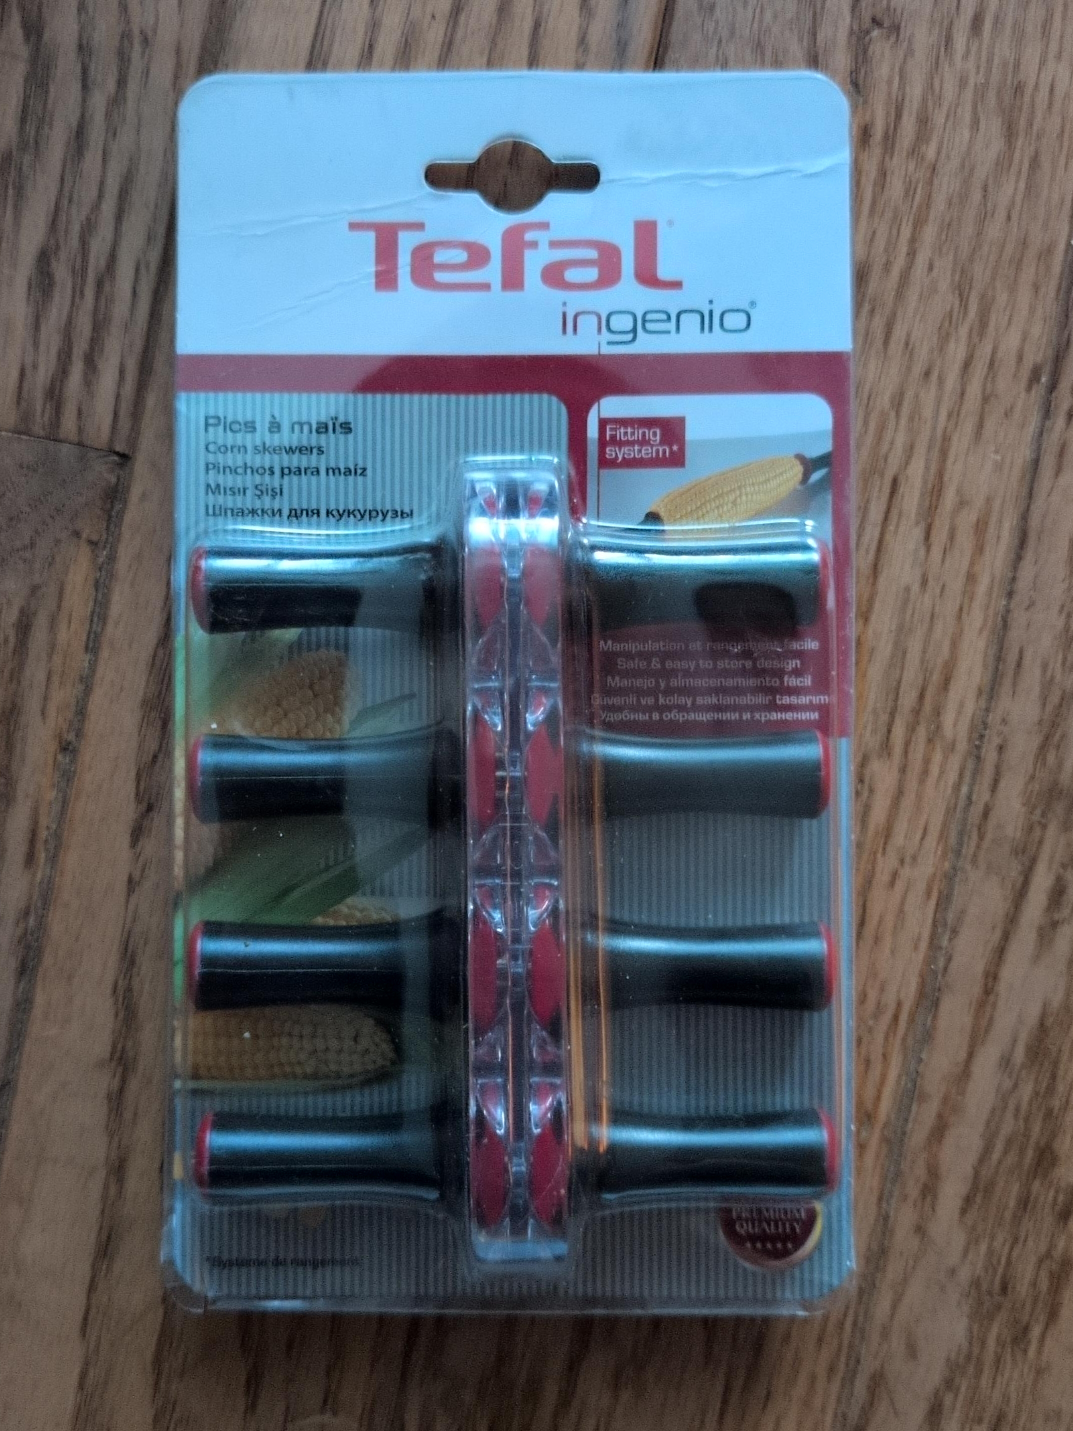 Tefal
ingenio®
Pics à maïs
Corn skewers
Pinchos para maíz
Mısır Şişi
Шпажки для кукурузы
Fitting
system*
Manipulation et rangement facile
Safe & easy to store design
Manejo y almacenamiento fácil
Güvenli ve kolay saklanabilir tasarım
Удобны в обращении и хранении
PREMIUM
QUALITY
*Système de rangement